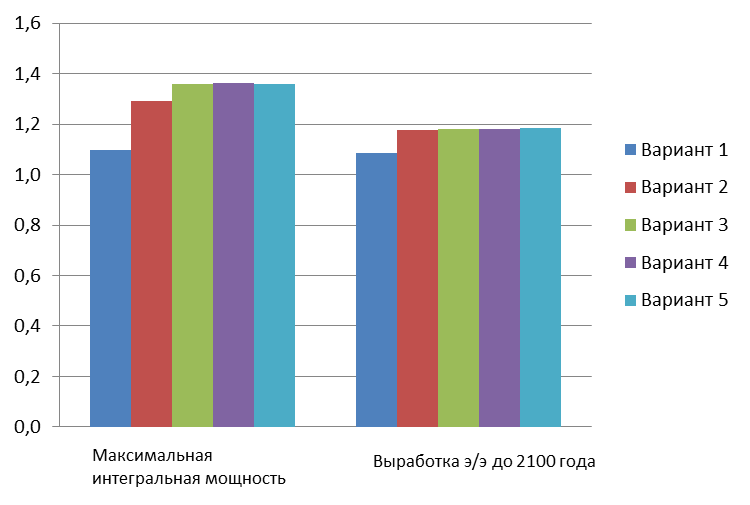 1,6
1,4
1,2
1,0
0,8
0,6
0,4
0,2
0,0
Максимальная
интегральная мощность
Выработка э/э до 2100 года
Вариант 1
Вариант 2
Вариант 3
Вариант 4
Вариант 5